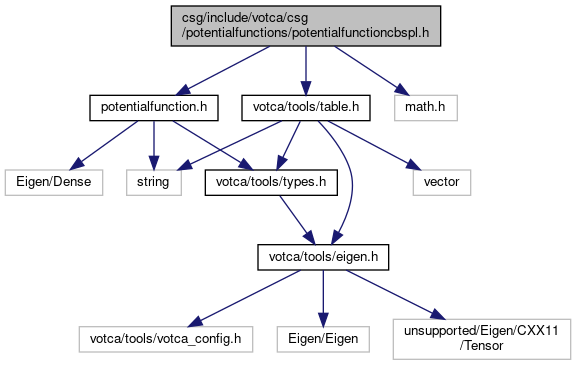 csg/include/votca/csg
/potentialfunctions/potentialfunctioncbspl.h
potentialfunction.h
votca/tools/table.h
math.h
Eigen/Dense
string
votca/tools/types.h
vector
votca/tools/eigen.h
votca/tools/votca_config.h
Eigen/Eigen
unsupported/Eigen/CXX11
/Tensor